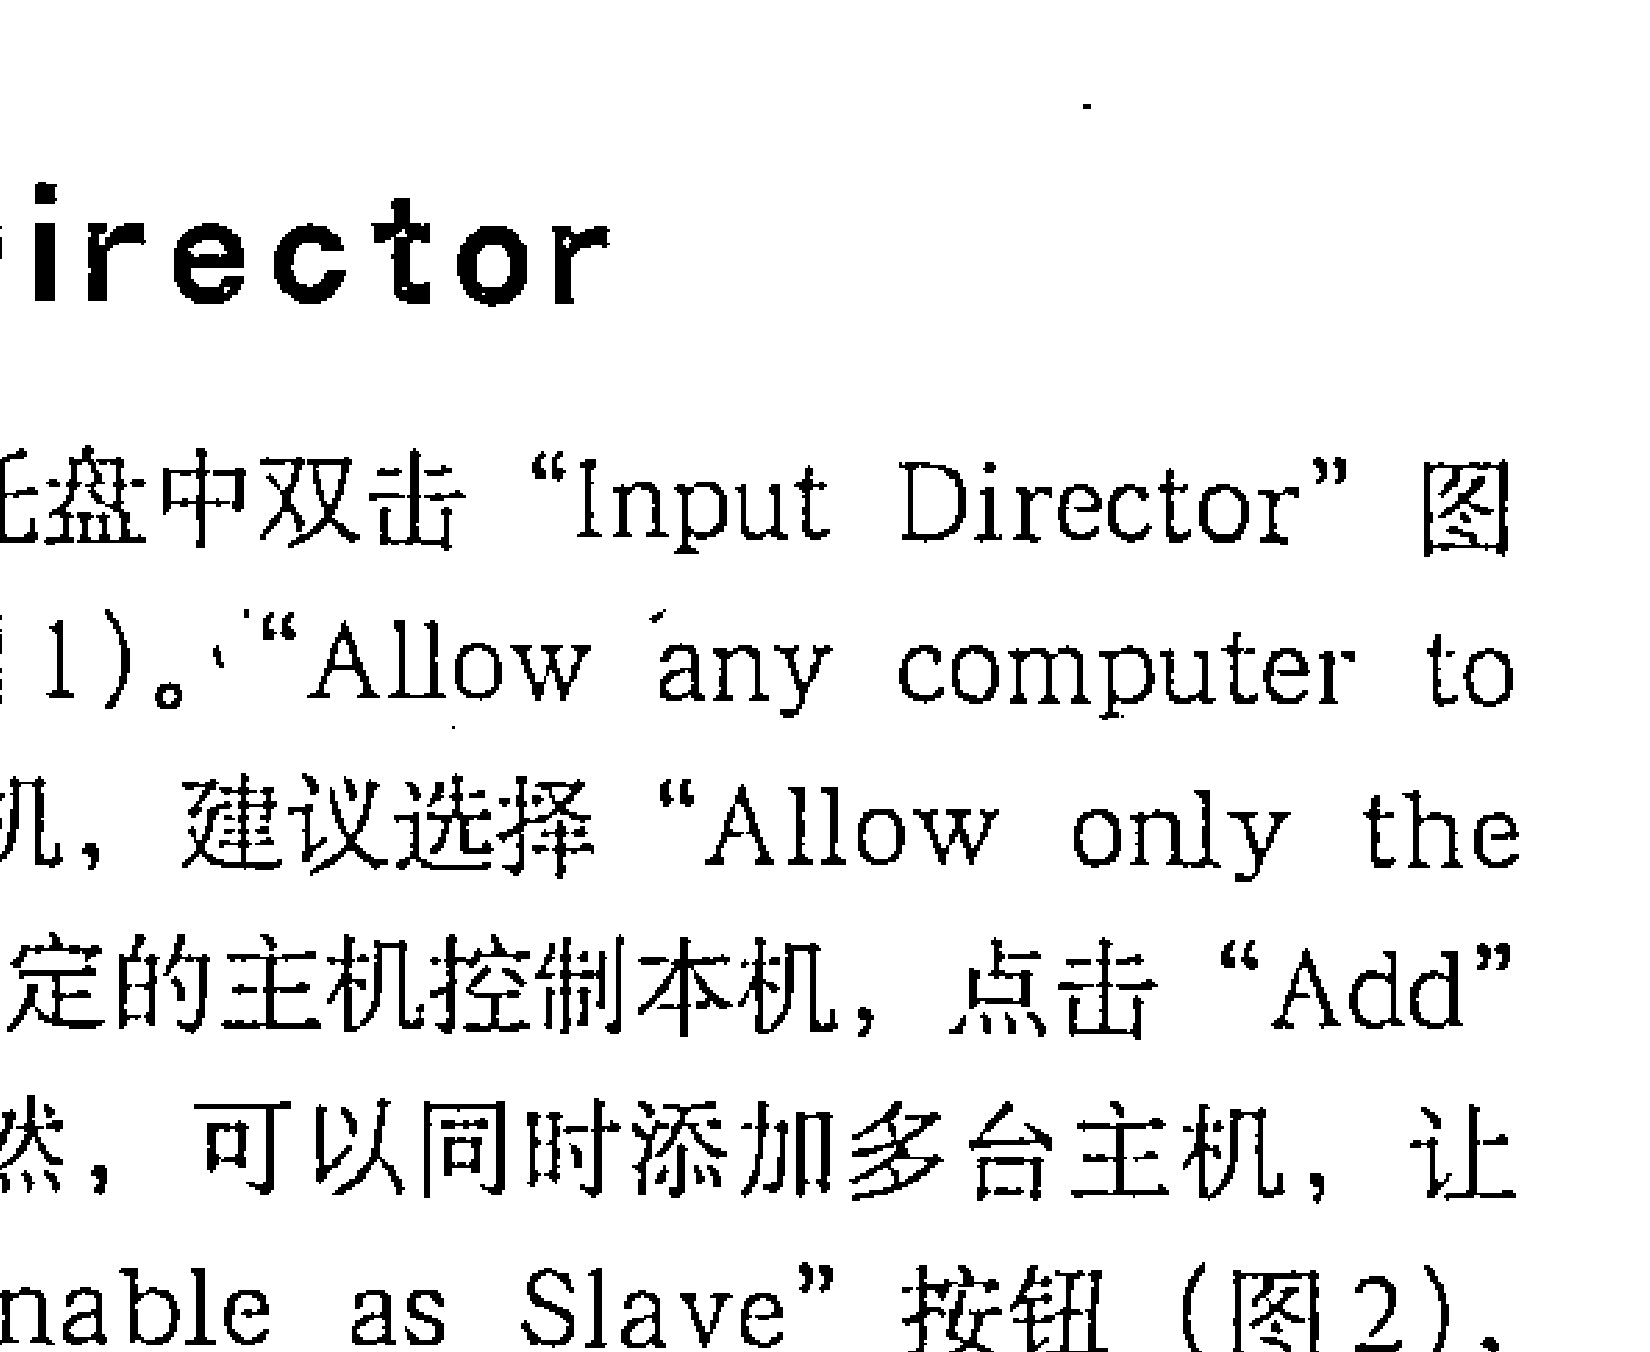 irector
托盘中双击 “Input Director” 图
1)。“Allow any computer to
机, 建议选择 “Allow only the
定的主机控制本机, 点击 “Add”
然, 可以同时添加多台主机, 让
nable as Slave” 按钮 (图2),